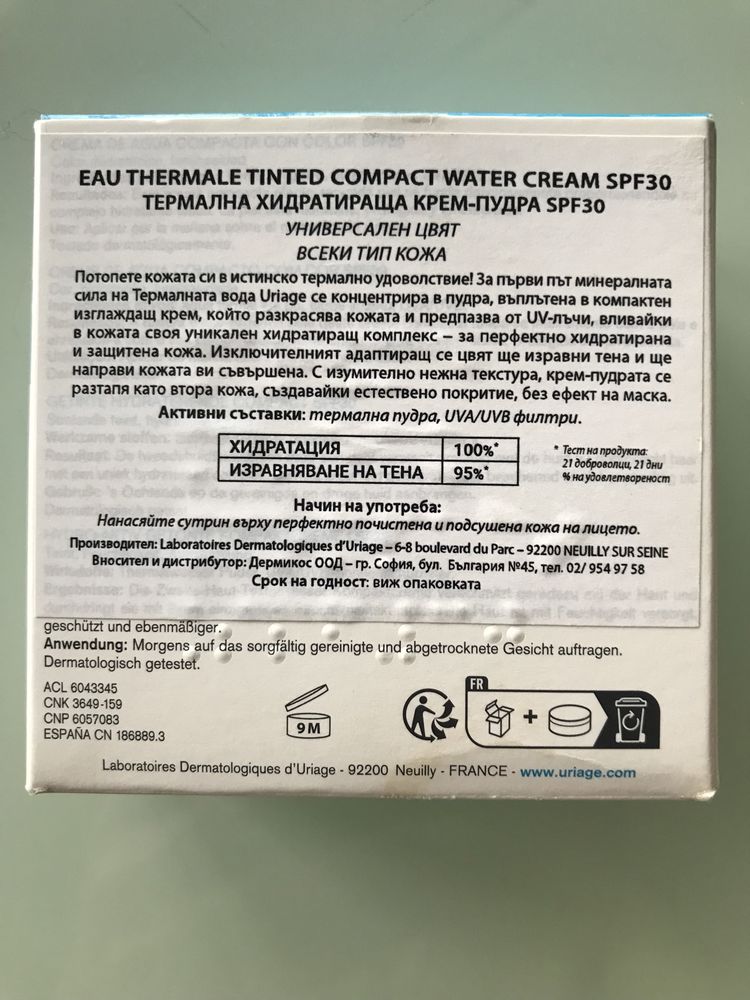 EAU THERMALE TINTED COMPACT WATER CREAM SPF30
ТЕРМАЛНА ХИДРАТИРАЩА КРЕМ-ПУДРА SPF30
УНИВЕРСАЛЕН ЦВЯТ
ВСЕКИ ТИП КОЖА
Потопете кожата си в истинско термално удоволствие! За първи път минералната
сила на Термалната вода Uriage се концентрира в пудра, въплътена в компактен
изглаждащ крем, който разкрасява кожата и предпазва от UV-лъчи, вливайки
в кожата своя уникален хидратиращ комплекс – за перфектно хидратирана
и защитена кожа. Изключителният адаптиращ се цвят ще изравни тена и ще
направи кожата ви съвършена. С изумително нежна текстура, крем-пудрата се
разтапя като втора кожа, създавайки естествено покритие, без ефект на маска.
Активни съставки: термална пудра, UVA/UVB филтри.
ХИДРАТАЦИЯ 100%*
ИЗРАВНЯВАНЕ НА ТЕНА 95%*
* Тест на продукта:
21 доброволци, 21 дни
% на удовлетвореност
Начин на употреба:
Нанасяйте сутрин върху перфектно почистена и подсушена кожа на лицето.
Производител: Laboratoires Dermatologiques d'Uriage – 6-8 boulevard du Parc – 92200 NEUILLY SUR SEINE
Вносител и дистрибутор: Дермикос ООД – гр. София, бул. България №45, тел. 02/ 954 97 58
Срок на годност: виж опаковката
geschützt und ebenmäßiger.
Anwendung: Morgens auf das sorgfältig gereinigte und abgetrocknete Gesicht auftragen.
Dermatologisch getestet.
ACL 6043345
CNK 3649-159
CNP 6057083
ESPAÑA CN 186889.3
9 M
FR
Laboratoires Dermatologiques d'Uriage - 92200 Neuilly - FRANCE - www.uriage.com